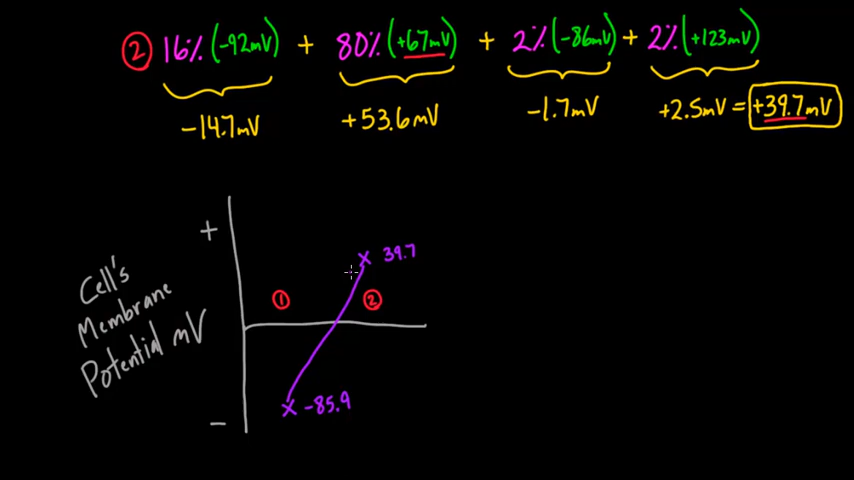 ② 16% (-92mV) + 80% (+67mV) + 2% (-86mV) + 2% (+123mV)
-14.7mV +53.6mV -1.7mV +2.5mV = +39.7mV
+
x 39.7
Cell's
Membrane
Potential mV
① ②
x -85.9
-